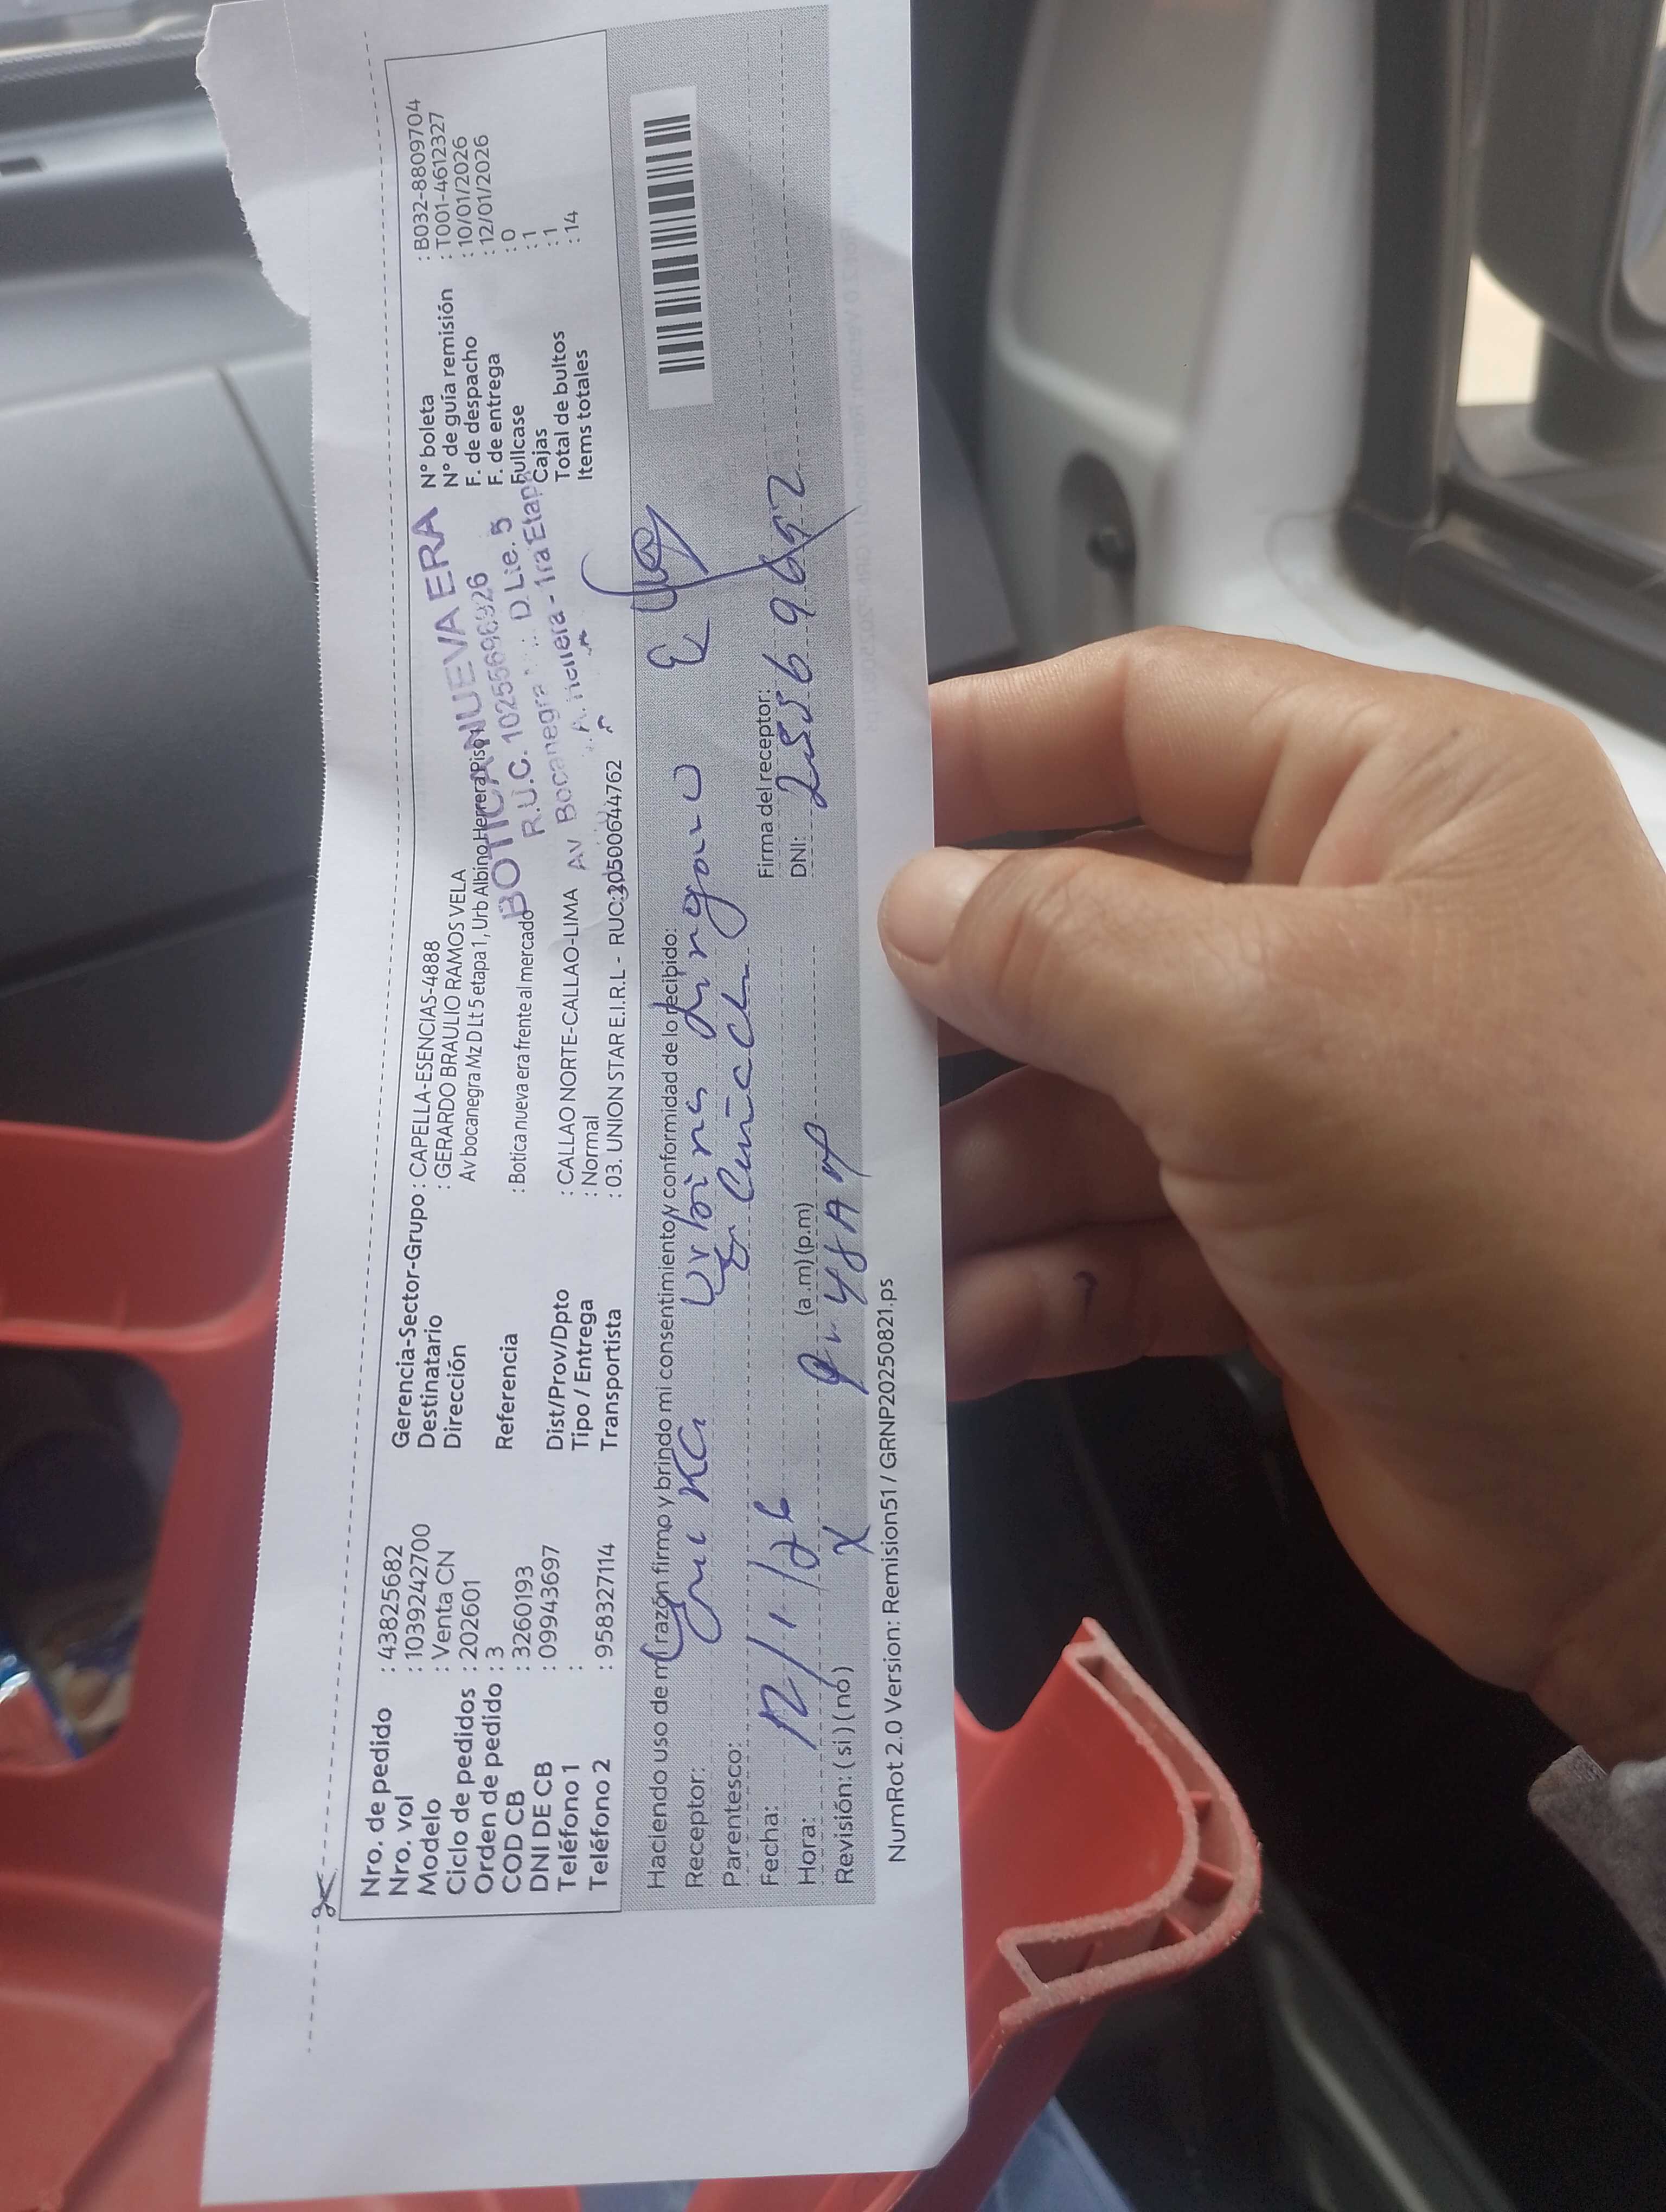 Nro. de pedido : 43825682
Nro. vol : 1039242700
Modelo : Venta CN
Ciclo de pedidos : 202601
Orden de pedido : 3
COD CB : 3260193
DNI DE CB : 09943697
Teléfono 1 :
Teléfono 2 : 958327114
Gerencia-Sector-Grupo : CAPELLA-ESENCIAS-4888
Destinatario : GERARDO BRAULIO RAMOS VELA
Dirección Av bocanegra Mz D Lt 5 etapa 1, Urb Albino Herrera Piso
Referencia : Botica nueva era frente al mercado
Dist/Prov/Dpto : CALLAO NORTE-CALLAO-LIMA
Tipo / Entrega : Normal
Transportista : 03. UNION STAR E.I.R.L - RUC:20500644762
N° boleta : B032-8809704
N° de guía remisión : T001-4612327
F. de despacho : 10/01/2026
F. de entrega : 12/01/2026
Fullcase : 0
Cajas : 1
Total de bultos : 1
Items totales : 14
BOTICA NUEVA ERA
R.U.C.
AV Bocanegra D Lte. 5
1ra Etapa
Haciendo uso de mi razón firmo y brindo mi consentimiento y conformidad de lo recibido:
Receptor:
Parentesco:
Fecha: 12/1/26
Hora: (a.m) (p.m)
Revisión: (si) (no) X
Firma del receptor:
DNI:
NumRot 2.0 Version: Remision51 / GRNP20250821.ps